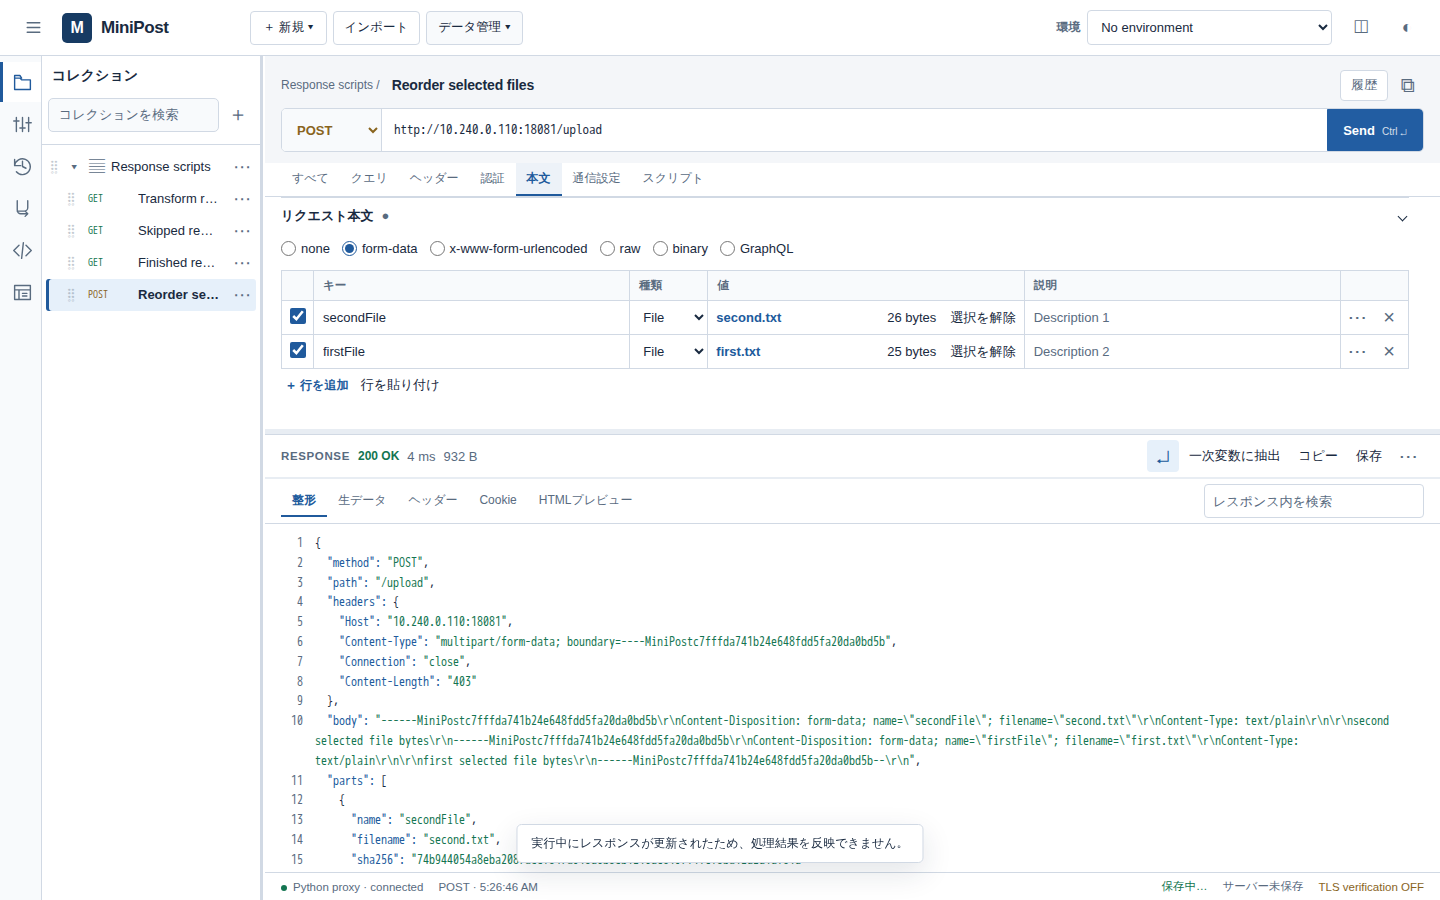 M MiniPost
＋ 新規 ▾ インポート データ管理 ▾
環境 No environment
コレクション
コレクションを検索 ＋
Response scripts
GET Transform r…
GET Skipped re…
GET Finished re…
POST Reorder se…
Response scripts / Reorder selected files
履歴
POST http://10.240.0.110:18081/upload
Send Ctrl ↵
すべて クエリ ヘッダー 認証 本文 通信設定 スクリプト
リクエスト本文
none form-data x-www-form-urlencoded raw binary GraphQL
キー 種類 値 説明
secondFile File second.txt 26 bytes 選択を解除 Description 1
firstFile File first.txt 25 bytes 選択を解除 Description 2
＋ 行を追加 行を貼り付け
RESPONSE 200 OK 4 ms 932 B
一次変数に抽出 コピー 保存 ···
整形 生データ ヘッダー Cookie HTMLプレビュー
レスポンス内を検索
1 {
2 "method": "POST",
3 "path": "/upload",
4 "headers": {
5 "Host": "10.240.0.110:18081",
6 "Content-Type": "multipart/form-data; boundary=----MiniPostc7fffda741b24e648fdd5fa20da0bd5b",
7 "Connection": "close",
8 "Content-Length": "403"
9 },
10 "body": "------MiniPostc7fffda741b24e648fdd5fa20da0bd5b\r\nContent-Disposition: form-data; name=\"secondFile\"; filename=\"second.txt\"\r\nContent-Type: text/plain\r\n\r\nsecond
selected file bytes\r\n------MiniPostc7fffda741b24e648fdd5fa20da0bd5b\r\nContent-Disposition: form-data; name=\"firstFile\"; filename=\"first.txt\"\r\nContent-Type:
text/plain\r\n\r\nfirst selected file bytes\r\n------MiniPostc7fffda741b24e648fdd5fa20da0bd5b--\r\n",
11 "parts": [
12 {
13 "name": "secondFile",
14 "filename": "second.txt",
15 "sha256": "74b944054a8eba208
実行中にレスポンスが更新されたため、処理結果を反映できません。
Python proxy · connected POST · 5:26:46 AM
保存中… サーバー未保存 TLS verification OFF